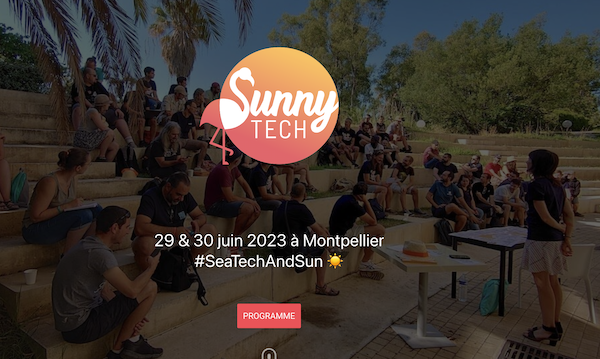 Sunny
TECH
29 & 30 juin 2023 à Montpellier
#SeaTechAndSun ☀️
PROGRAMME